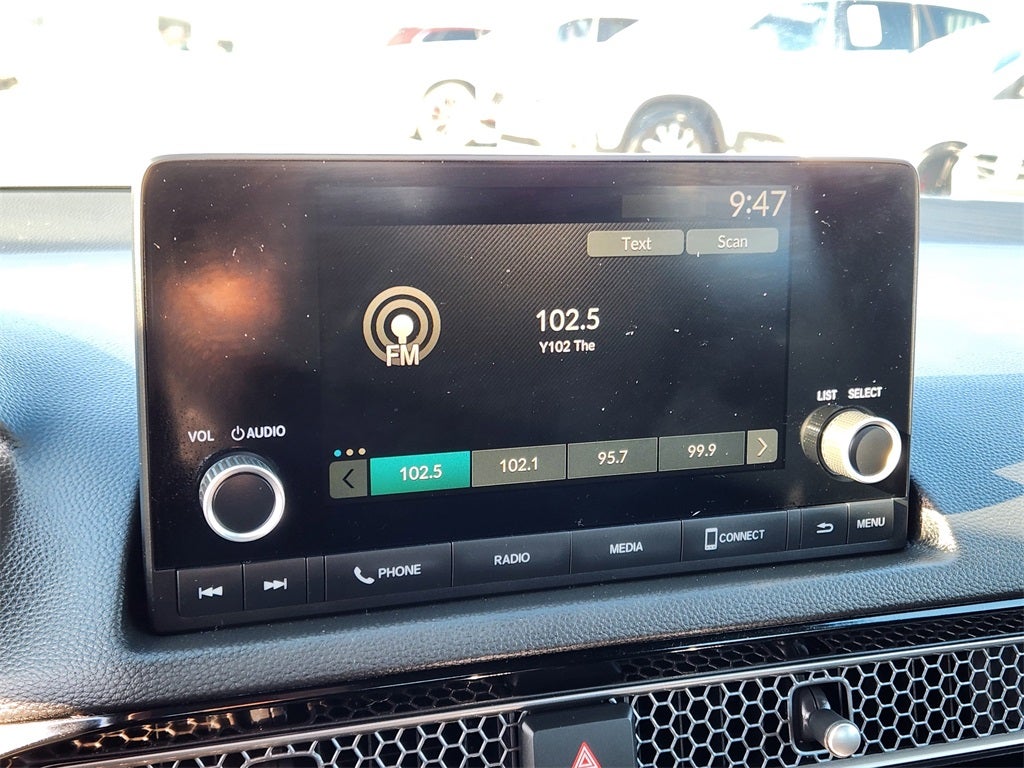 9:47
Text Scan
102.5
Y102 The
FM
VOL AUDIO
LIST SELECT
102.5 102.1 95.7 99.9
PHONE RADIO MEDIA CONNECT MENU